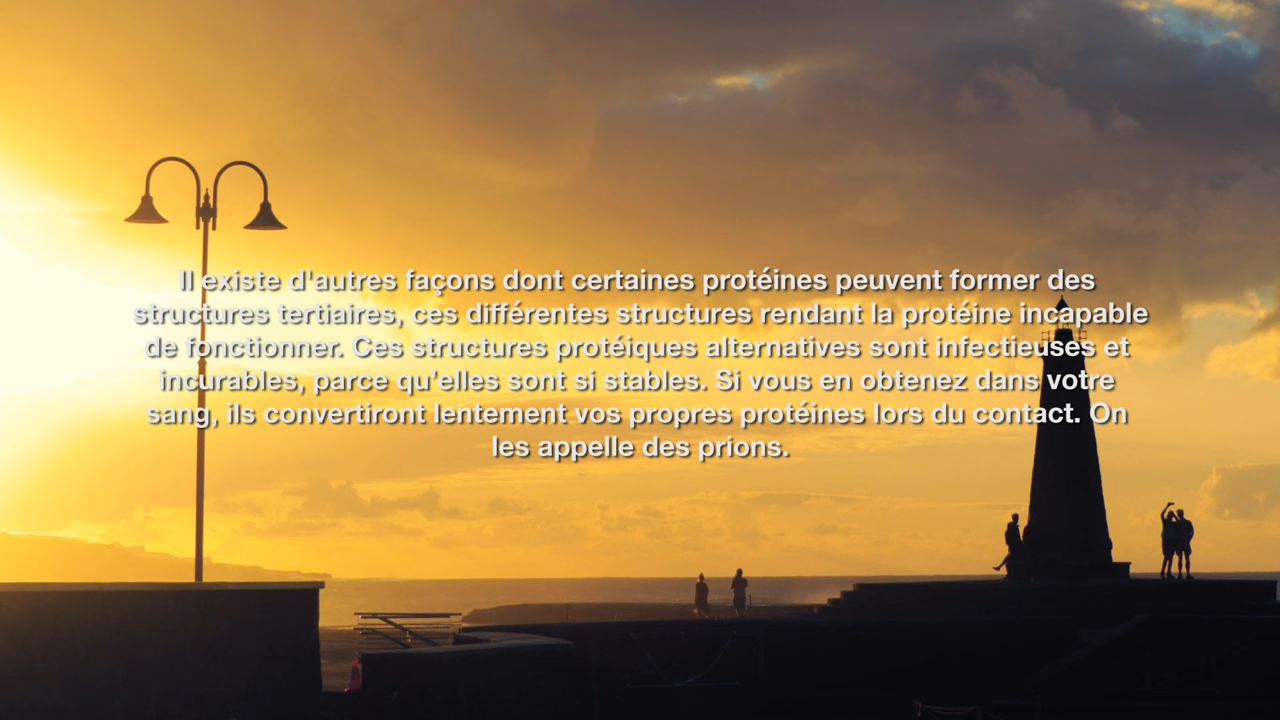 Il existe d'autres façons dont certaines protéines peuvent former des
structures tertiaires, ces différentes structures rendant la protéine incapable
de fonctionner. Ces structures protéiques alternatives sont infectieuses et
incurables, parce qu'elles sont si stables. Si vous en obtenez dans votre
sang, ils convertiront lentement vos propres protéines lors du contact. On
les appelle des prions.